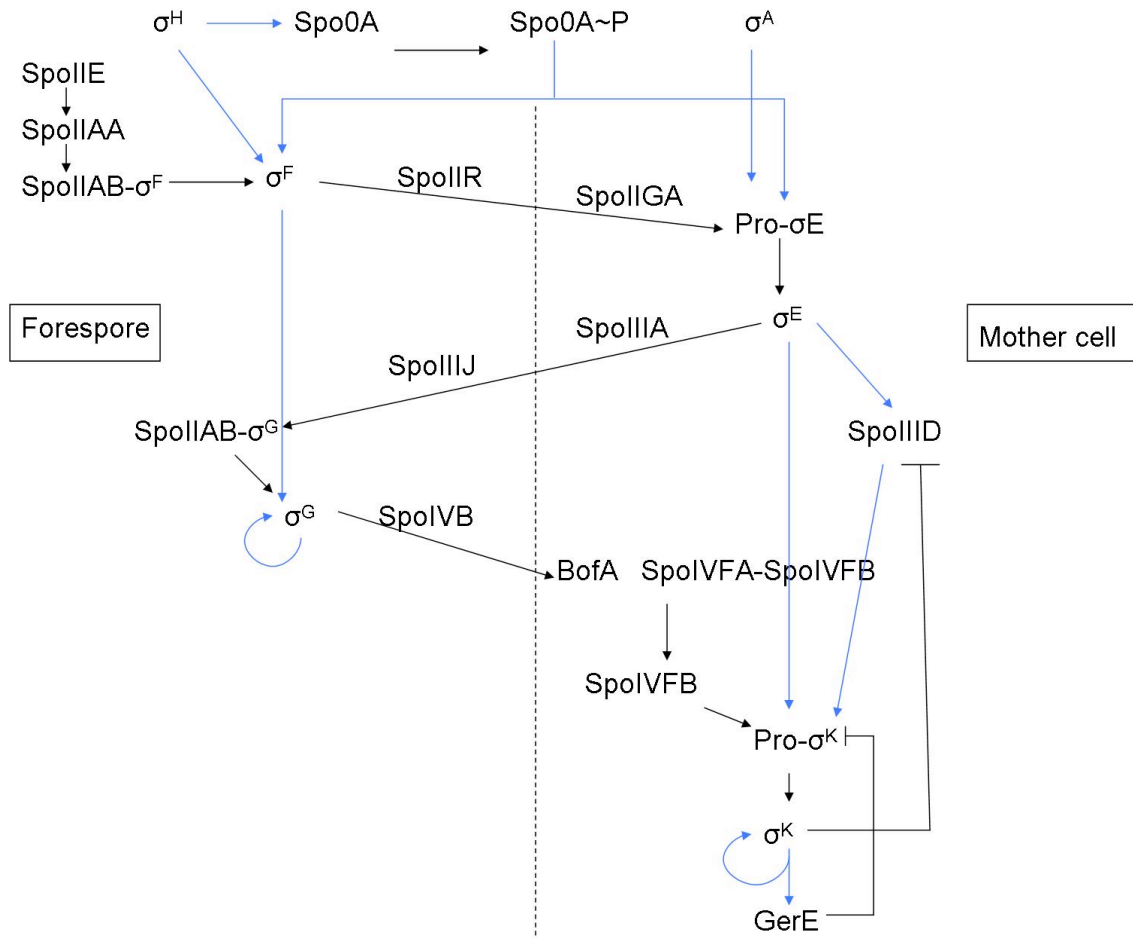 σᴴ
Spo0A
Spo0A~P
σᴬ
SpoIIE
SpoIIAA
SpoIIAB-σᶠ
σᶠ
SpoIIR
SpoIIGA
Pro-σE
Forespore
SpoIIIA
σᴱ
Mother cell
SpoIIIJ
SpoIIAB-σᴳ
SpoIIID
σᴳ
SpoIVB
BofA
SpoIVFA-SpoIVFB
SpoIVFB
Pro-σᴷ
σᴷ
GerE